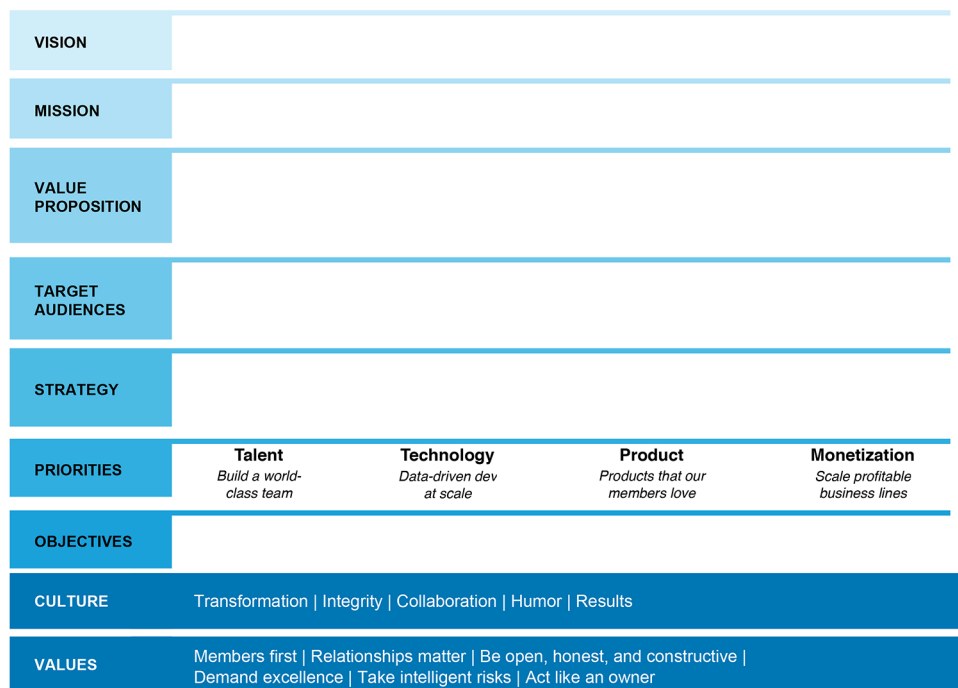 VISION
MISSION
VALUE
PROPOSITION
TARGET
AUDIENCES
STRATEGY
PRIORITIES
Talent
Build a world-
class team
Technology
Data-driven dev
at scale
Product
Products that our
members love
Monetization
Scale profitable
business lines
OBJECTIVES
CULTURE
Transformation | Integrity | Collaboration | Humor | Results
VALUES
Members first | Relationships matter | Be open, honest, and constructive |
Demand excellence | Take intelligent risks | Act like an owner